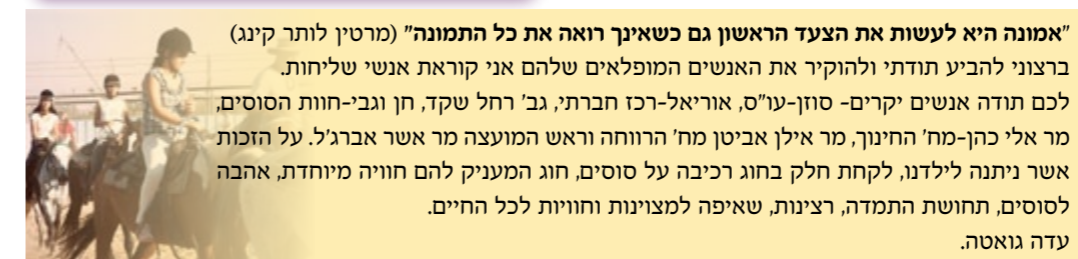 "אמונה היא לעשות את הצעד הראשון גם כשאינך רואה את כל התמונה" (מרטין לותר קינג)
ברצוני להביע תודתי ולהוקיר את האנשים המופלאים שלהם אני קוראת אנשי שליחות.
לכם תודה אנשים יקרים- סוזן-עו"ס, אוריאל-רכז חברתי, גב' רחל שקד, חן וגבי-חוות הסוסים,
מר אלי כהן-מח' החינוך, מר אילן אביטן מח' הרווחה וראש המועצה מר אשר אברג'ל. על הזכות
אשר ניתנה לילדנו, לקחת חלק בחוג רכיבה על סוסים, חוג המעניק להם חוויה מיוחדת, אהבה
לסוסים, תחושת התמדה, רצינות, שאיפה למצוינות וחוויות לכל החיים.
עדה גואטה.